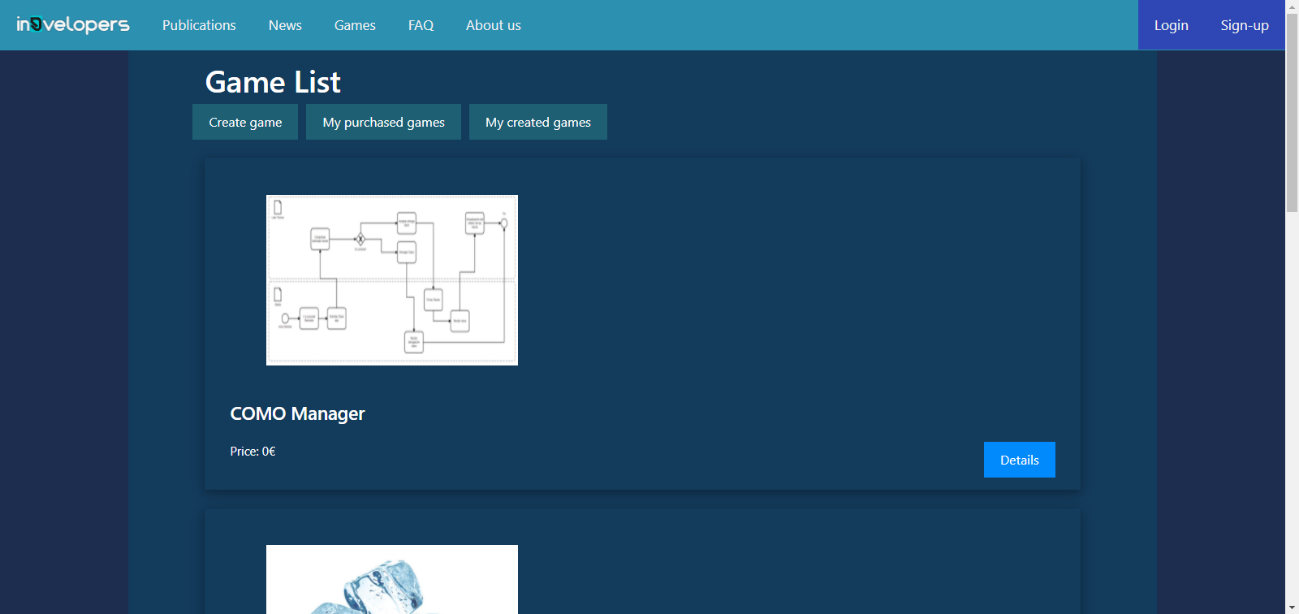 indvelopers
Publications
News
Games
FAQ
About us
Login
Sign-up
Game List
Create game
My purchased games
My created games
COMO Manager
Price: 0€
Details